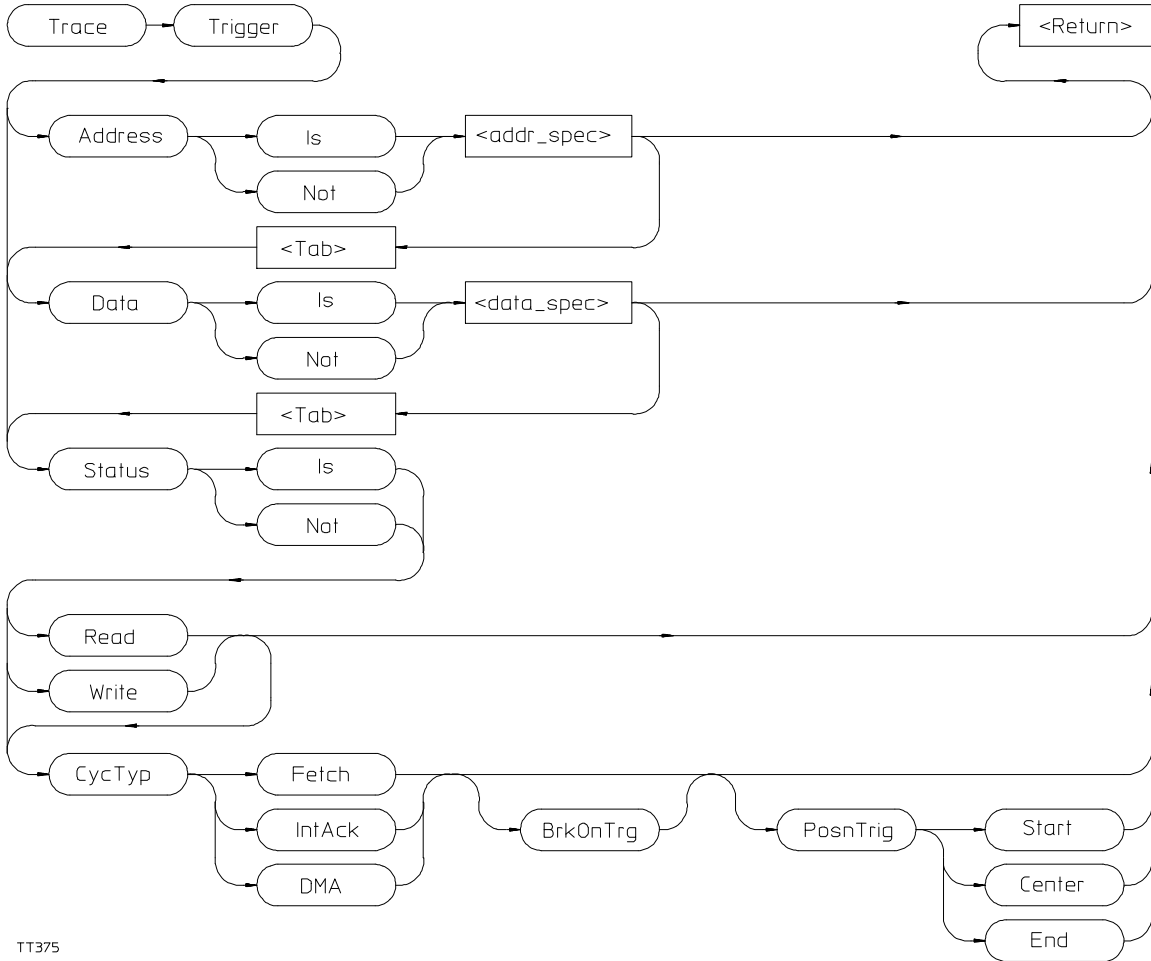 Trace
Trigger
<Return>
Address
Is
<addr_spec>
Not
<Tab>
Data
Is
<data_spec>
Not
<Tab>
Status
Is
Not
Read
Write
CycTyp
Fetch
IntAck
BrkOnTrg
PosnTrig
Start
DMA
Center
End
TT375